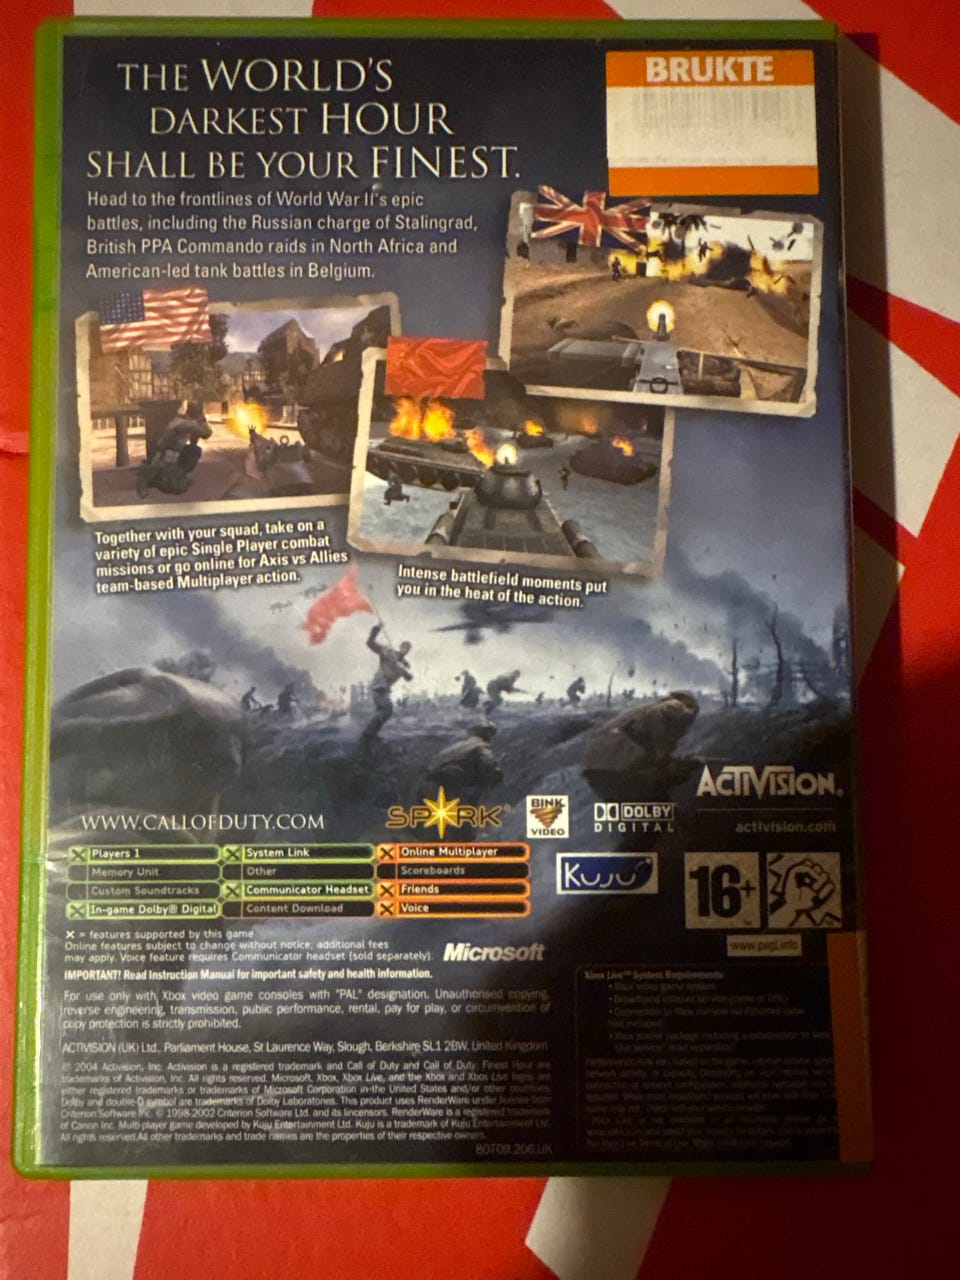 THE WORLD'S
DARKEST HOUR
SHALL BE YOUR FINEST.
BRUKTE
Head to the frontlines of World War II's epic
battles, including the Russian charge of Stalingrad,
British PPA Commando raids in North Africa and
American-led tank battles in Belgium.
Together with your squad, take on a
variety of epic Single Player combat
missions or go online for Axis vs Allies
team-based Multiplayer action.
Intense battlefield moments put
you in the heat of the action.
ACTIVISION.
activision.com
WWW.CALLOFDUTY.COM
SPARK
BINK
VIDEO
DOLBY
DIGITAL
Players 1
System Link
Online Multiplayer
Memory Unit
Other
Scoreboards
Custom Soundtracks
Communicator Headset
Friends
In-game Dolby® Digital
Content Download
Voice
Kuju
16+
www.pegi.info
X = features supported by this game
Online features subject to change without notice; additional fees
may apply. Voice feature requires Communicator headset (sold separately).
Microsoft
IMPORTANT! Read Instruction Manual for important safety and health information.
For use only with Xbox video game consoles with "PAL" designation. Unauthorised copying,
reverse engineering, transmission, public performance, rental, pay for play, or circumvention of
copy protection is strictly prohibited.
ACTIVISION (UK) Ltd., Parliament House, St Laurence Way, Slough, Berkshire SL1 2BW, United Kingdom
© 2004 Activision, Inc. Activision is a registered trademark and Call of Duty and Call of Duty: Finest Hour are
trademarks of Activision, Inc. All rights reserved. Microsoft, Xbox, Xbox Live, and the Xbox and Xbox Live logos are
either registered trademarks or trademarks of Microsoft Corporation in the United States and/or other countries.
Dolby and double-D symbol are trademarks of Dolby Laboratories. This product uses RenderWare under license from
Criterion Software Inc. © 1998-2002 Criterion Software Ltd. and its licensors. RenderWare is a registered trademark
of Canon Inc. Multi-player game developed by Kuju Entertainment Ltd. Kuju is a trademark of Kuju Entertainment Ltd.
All rights reserved. All other trademarks and trade names are the properties of their respective owners.
80709.206.UK
Xbox Live™ System Requirements:
• Xbox video game system
• Broadband internet service (cable or DSL)